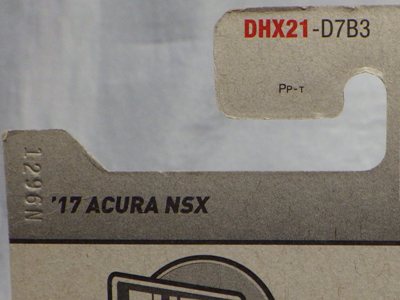 DHX21-D7B3
PP-T
1296N
'17 ACURA NSX